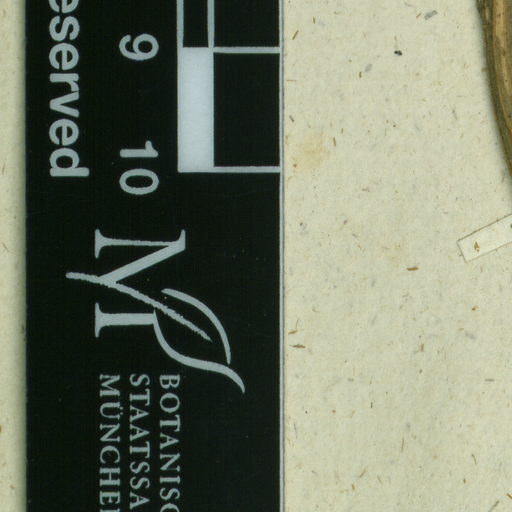 eserved
9 10
M
BOTANISC
STAATSSA
MÜNCHE